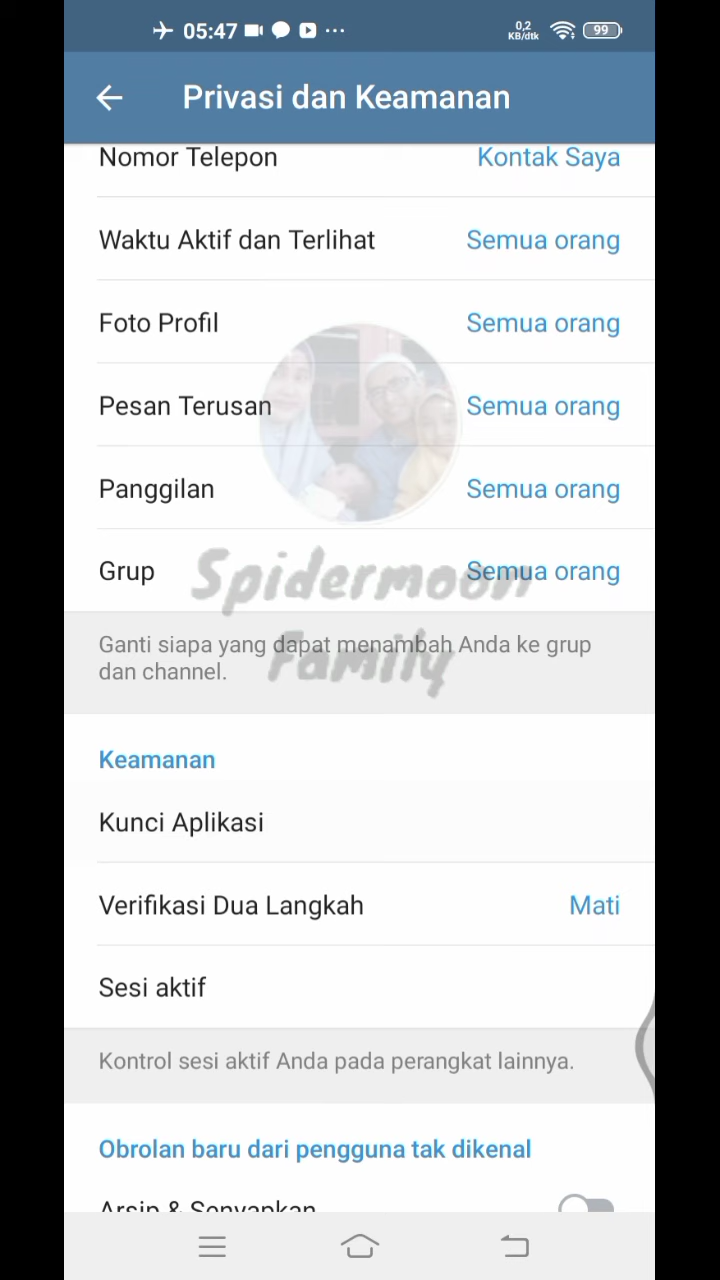 05:47 ... 0,2 KB/dtk 99
Privasi dan Keamanan
Nomor Telepon Kontak Saya
Waktu Aktif dan Terlihat Semua orang
Foto Profil Semua orang
Pesan Terusan Semua orang
Panggilan Semua orang
Grup Semua orang
Spidermoon
Family
Ganti siapa yang dapat menambah Anda ke grup
dan channel.
Keamanan
Kunci Aplikasi
Verifikasi Dua Langkah Mati
Sesi aktif
Kontrol sesi aktif Anda pada perangkat lainnya.
Obrolan baru dari pengguna tak dikenal
Arsip & Senyapkan